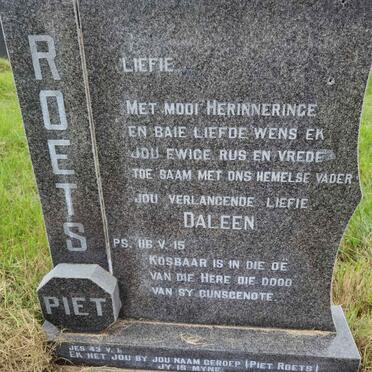 ROETS
PIET
LIEFIE
MET MOOI HERINNERINGE
EN BAIE LIEFDE WENS EK
JOU EWIGE RUS EN VREDE
TOE SAAM MET ONS HEMELSE VADER
JOU VERLANGENDE LIEFIE
DALEEN
PS. 116 V. 15
KOSBAAR IS IN DIE OE
VAN DIE HERE DIE DOOD
VAN SY GUNSGENOTE
JES 43 V. 1.
EK HET JOU BY JOU NAAM GEROEP (PIET ROETS)
JY IS MYNE